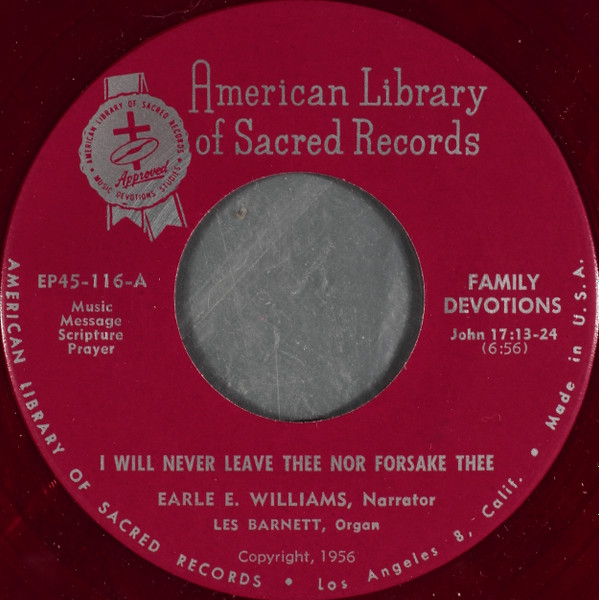 American Library
of Sacred Records
AMERICAN LIBRARY OF SACRED RECORDS
Approved
• MUSIC DEVOTIONS STUDIES •
EP45-116-A
Music
Message
Scripture
Prayer
FAMILY
DEVOTIONS
John 17:13-24
(6:56)
I WILL NEVER LEAVE THEE NOR FORSAKE THEE
EARLE E. WILLIAMS, Narrator
LES BARNETT, Organ
Copyright, 1956
AMERICAN LIBRARY OF SACRED RECORDS • Los Angeles 8, Calif. • Made in U.S.A.